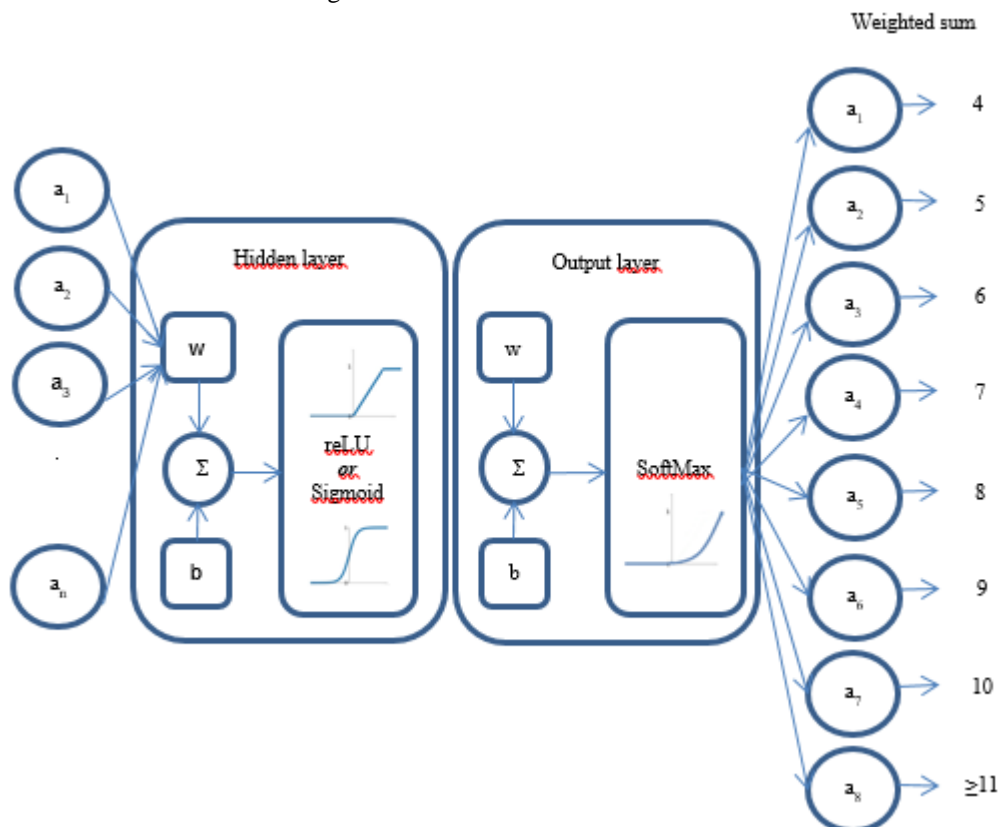 Weighted sum
a1
4
a2
5
a3
6
a4
7
a5
8
a6
9
a7
10
a8
≥11
a1
a2
a3
.
an
Hidden layer
w
Σ
b
reLU
or
Sigmoid
Output layer
w
Σ
b
SoftMax